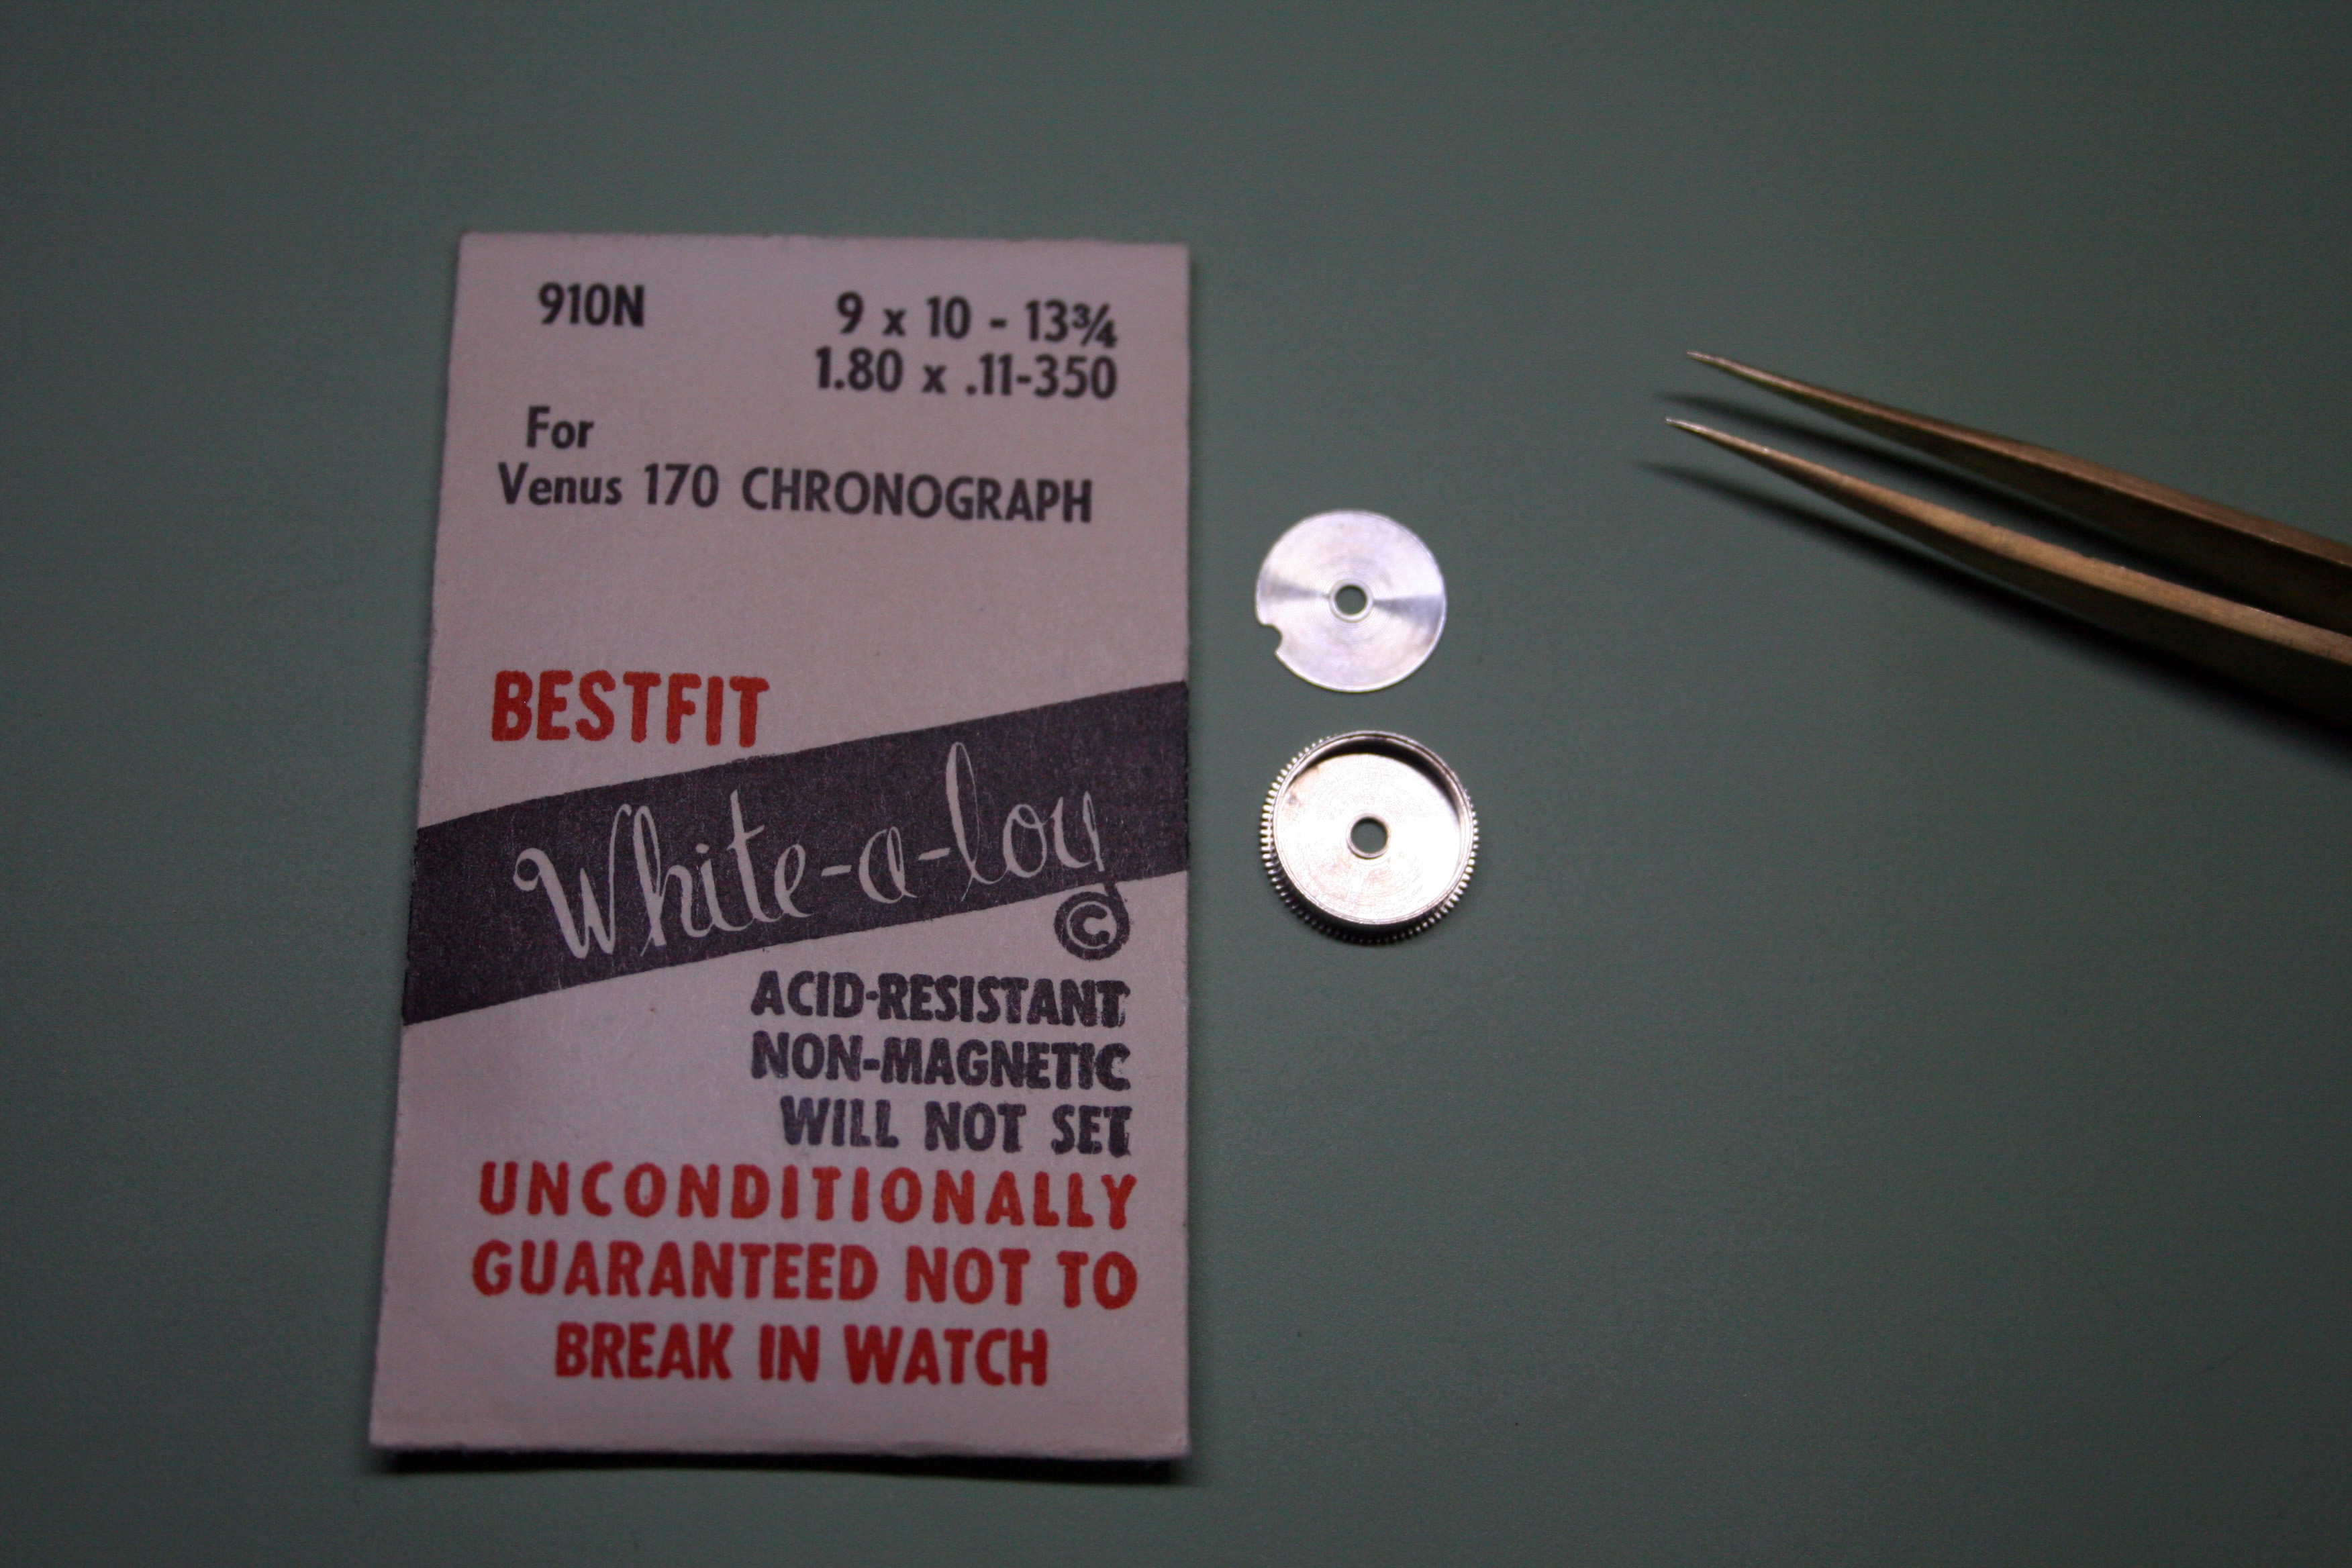 910N
9 x 10 - 13¾
1.80 x .11-350
For
Venus 170 CHRONOGRAPH
BESTFIT
White-a-loy
©
ACID-RESISTANT
NON-MAGNETIC
WILL NOT SET
UNCONDITIONALLY
GUARANTEED NOT TO
BREAK IN WATCH